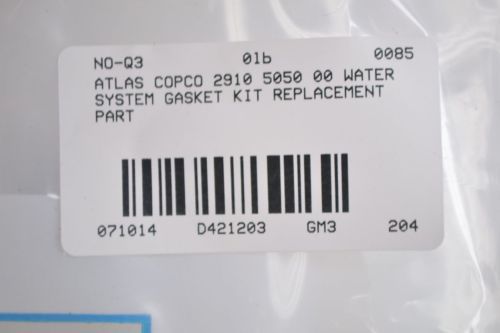 NO-Q3 01b 0085
ATLAS COPCO 2910 5050 00 WATER
SYSTEM GASKET KIT REPLACEMENT
PART
071014 D421203 GM3 204